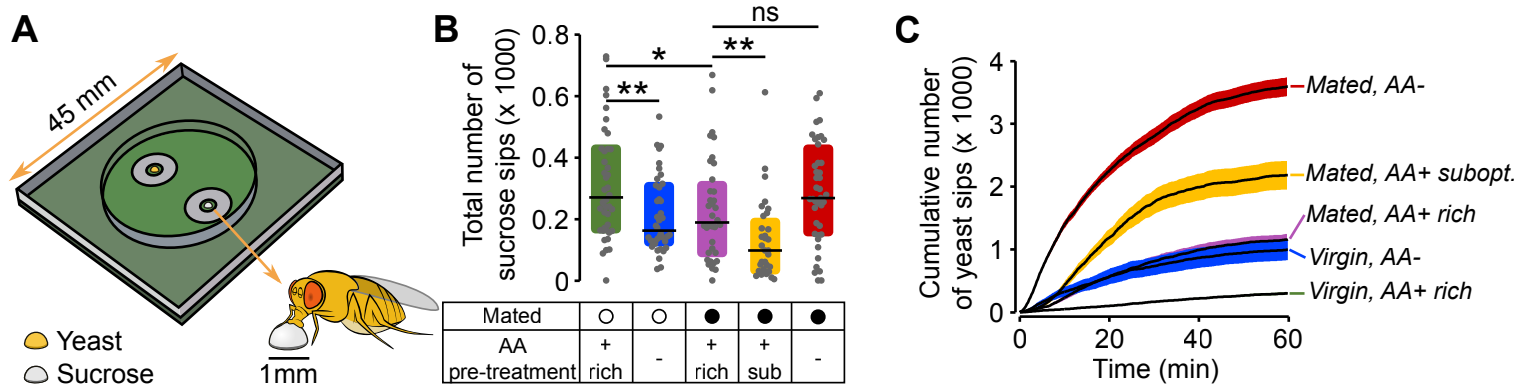 A
45 mm
Yeast
Sucrose
1mm
B
Total number of
sucrose sips (x 1000)
0.8
0.6
0.4
0.2
0
**
*
**
ns
Mated
AA
pre-treatment
+
rich
-
+
rich
+
sub
-
C
Cumulative number
of yeast sips (x 1000)
4
3
2
1
0
0
20
40
60
Time (min)
Mated, AA-
Mated, AA+ subopt.
Mated, AA+ rich
Virgin, AA-
Virgin, AA+ rich